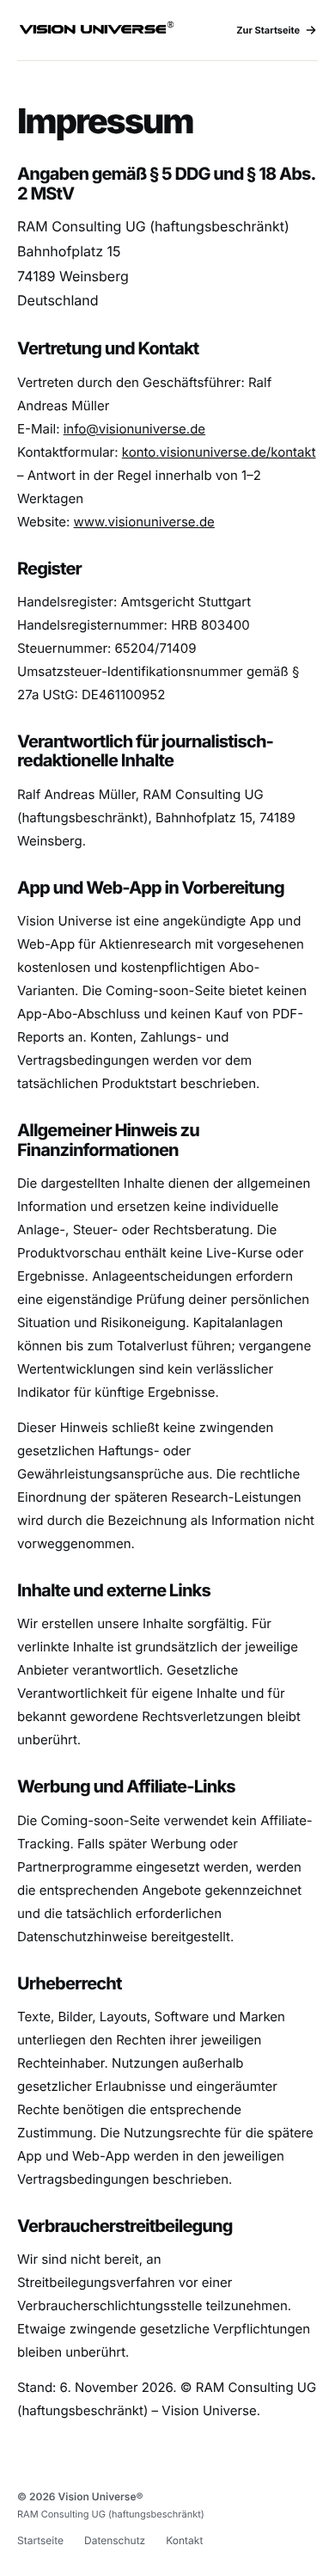 VISION UNIVERSE®
Zur Startseite →
Impressum
Angaben gemäß § 5 DDG und § 18 Abs.
2 MStV
RAM Consulting UG (haftungsbeschränkt)
Bahnhofplatz 15
74189 Weinsberg
Deutschland
Vertretung und Kontakt
Vertreten durch den Geschäftsführer: Ralf
Andreas Müller
E-Mail: info@visionuniverse.de
Kontaktformular: konto.visionuniverse.de/kontakt
– Antwort in der Regel innerhalb von 1–2
Werktagen
Website: www.visionuniverse.de
Register
Handelsregister: Amtsgericht Stuttgart
Handelsregisternummer: HRB 803400
Steuernummer: 65204/71409
Umsatzsteuer-Identifikationsnummer gemäß §
27a UStG: DE461100952
Verantwortlich für journalistisch-
redaktionelle Inhalte
Ralf Andreas Müller, RAM Consulting UG
(haftungsbeschränkt), Bahnhofplatz 15, 74189
Weinsberg.
App und Web-App in Vorbereitung
Vision Universe ist eine angekündigte App und
Web-App für Aktienresearch mit vorgesehenen
kostenlosen und kostenpflichtigen Abo-
Varianten. Die Coming-soon-Seite bietet keinen
App-Abo-Abschluss und keinen Kauf von PDF-
Reports an. Konten, Zahlungs- und
Vertragsbedingungen werden vor dem
tatsächlichen Produktstart beschrieben.
Allgemeiner Hinweis zu
Finanzinformationen
Die dargestellten Inhalte dienen der allgemeinen
Information und ersetzen keine individuelle
Anlage-, Steuer- oder Rechtsberatung. Die
Produktvorschau enthält keine Live-Kurse oder
Ergebnisse. Anlageentscheidungen erfordern
eine eigenständige Prüfung deiner persönlichen
Situation und Risikoneigung. Kapitalanlagen
können bis zum Totalverlust führen; vergangene
Wertentwicklungen sind kein verlässlicher
Indikator für künftige Ergebnisse.
Dieser Hinweis schließt keine zwingenden
gesetzlichen Haftungs- oder
Gewährleistungsansprüche aus. Die rechtliche
Einordnung der späteren Research-Leistungen
wird durch die Bezeichnung als Information nicht
vorweggenommen.
Inhalte und externe Links
Wir erstellen unsere Inhalte sorgfältig. Für
verlinkte Inhalte ist grundsätzlich der jeweilige
Anbieter verantwortlich. Gesetzliche
Verantwortlichkeit für eigene Inhalte und für
bekannt gewordene Rechtsverletzungen bleibt
unberührt.
Werbung und Affiliate-Links
Die Coming-soon-Seite verwendet kein Affiliate-
Tracking. Falls später Werbung oder
Partnerprogramme eingesetzt werden, werden
die entsprechenden Angebote gekennzeichnet
und die tatsächlich erforderlichen
Datenschutzhinweise bereitgestellt.
Urheberrecht
Texte, Bilder, Layouts, Software und Marken
unterliegen den Rechten ihrer jeweiligen
Rechteinhaber. Nutzungen außerhalb
gesetzlicher Erlaubnisse und eingeräumter
Rechte benötigen die entsprechende
Zustimmung. Die Nutzungsrechte für die spätere
App und Web-App werden in den jeweiligen
Vertragsbedingungen beschrieben.
Verbraucherstreitbeilegung
Wir sind nicht bereit, an
Streitbeilegungsverfahren vor einer
Verbraucherschlichtungsstelle teilzunehmen.
Etwaige zwingende gesetzliche Verpflichtungen
bleiben unberührt.
Stand: 6. November 2026. © RAM Consulting UG
(haftungsbeschränkt) – Vision Universe.
© 2026 Vision Universe®
RAM Consulting UG (haftungsbeschränkt)
Startseite Datenschutz Kontakt